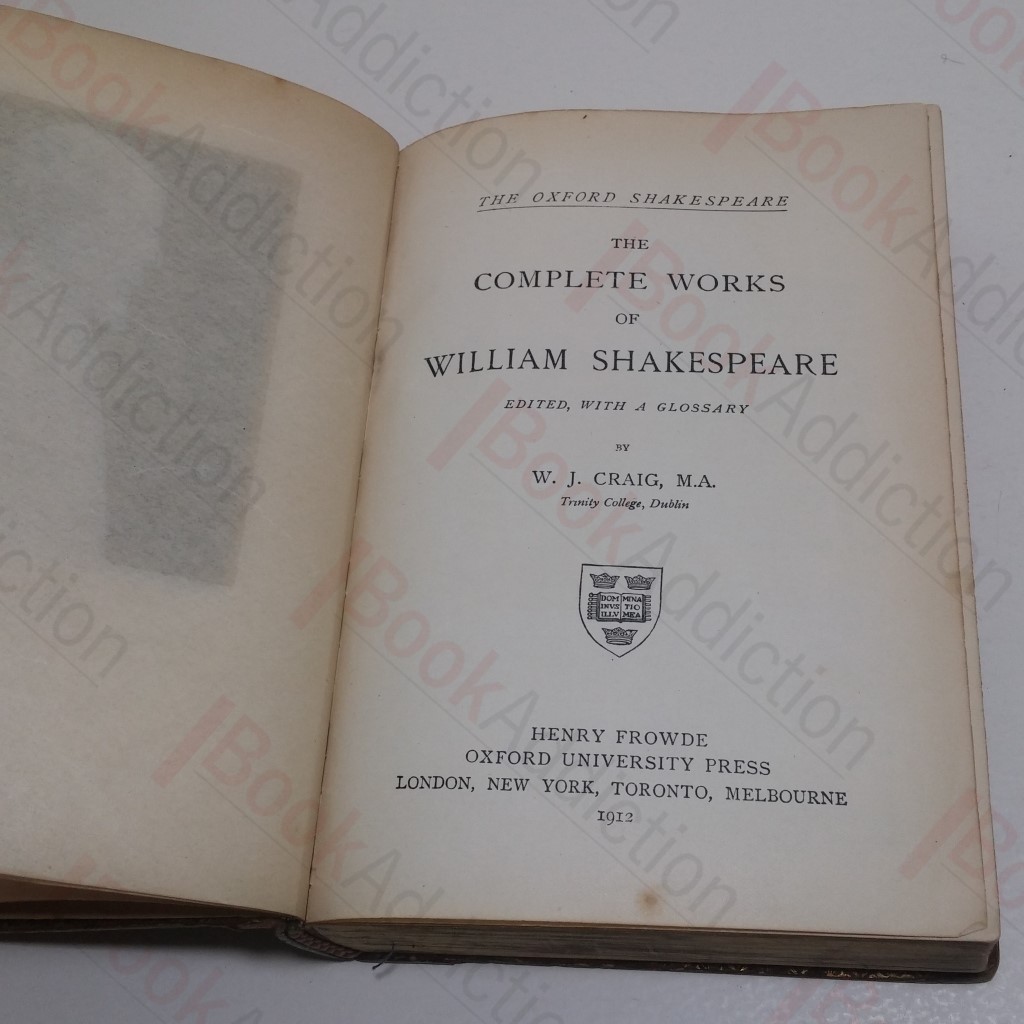 THE OXFORD SHAKESPEARE
THE
COMPLETE WORKS
OF
WILLIAM SHAKESPEARE
EDITED, WITH A GLOSSARY
BY
W. J. CRAIG, M.A.
Trinity College, Dublin
DOM MINA
INVS TIO
ILLV MEA
HENRY FROWDE
OXFORD UNIVERSITY PRESS
LONDON, NEW YORK, TORONTO, MELBOURNE
1912
BookAddiction